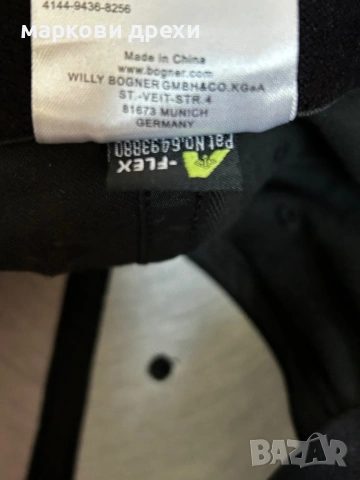 маркови дрехи
4144-9436-8256
Made in China
www.bogner.com
WILLY BOGNER GMBH&CO.KGaA
ST.-VEIT-STR.4
81673 MUNICH
GERMANY
Pat.No.5493880
-FLEX
BAZAR